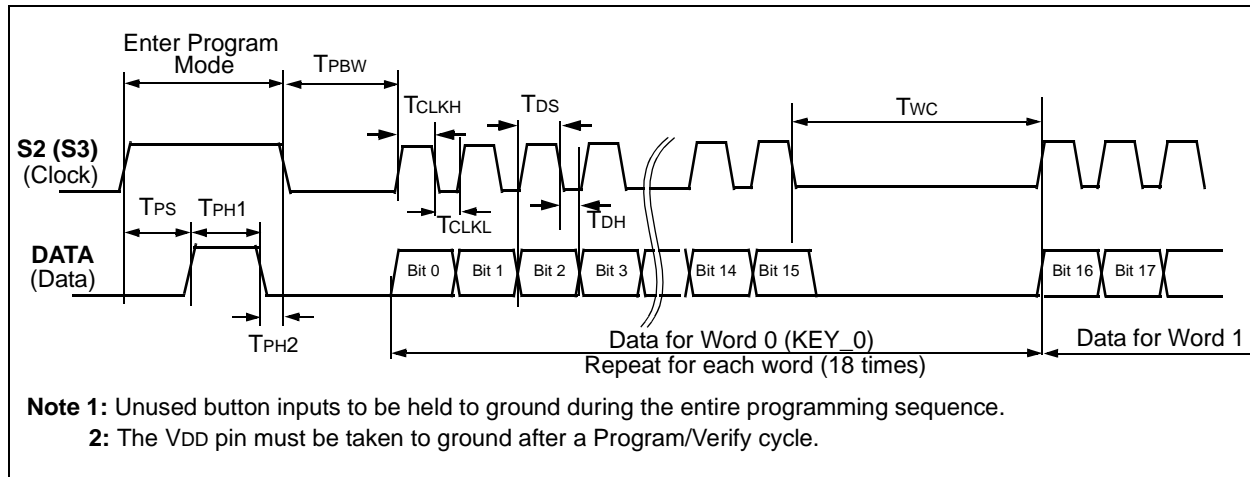 Enter Program
Mode
TPBW
TCLKH
TDS
TWC
S2 (S3)
(Clock)
TPS
TPH1
TCLKL
TDH
DATA
(Data)
Bit 0
Bit 1
Bit 2
Bit 3
Bit 14
Bit 15
Bit 16
Bit 17
TPH2
Data for Word 0 (KEY_0)
Repeat for each word (18 times)
Data for Word 1
Note 1: Unused button inputs to be held to ground during the entire programming sequence.
2: The VDD pin must be taken to ground after a Program/Verify cycle.